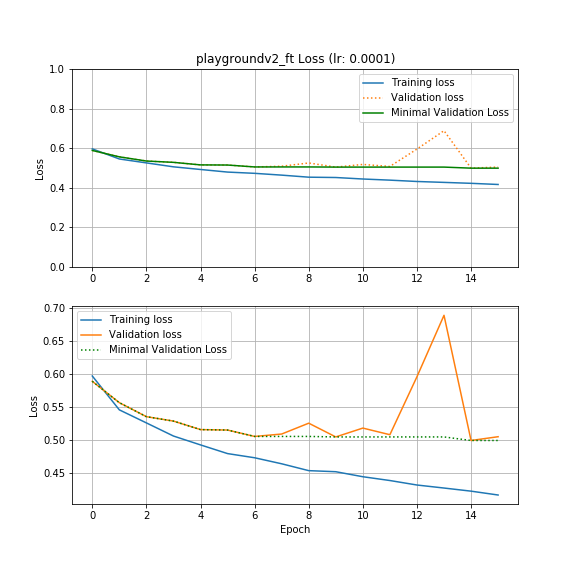 playgroundv2_ft Loss (lr: 0.0001)
1.0
0.8
0.6
0.4
0.2
0.0
Loss
Training loss
Validation loss
Minimal Validation Loss
0 2 4 6 8 10 12 14
0.70
0.65
0.60
0.55
0.50
0.45
Loss
Training loss
Validation loss
Minimal Validation Loss
0 2 4 6 8 10 12 14
Epoch